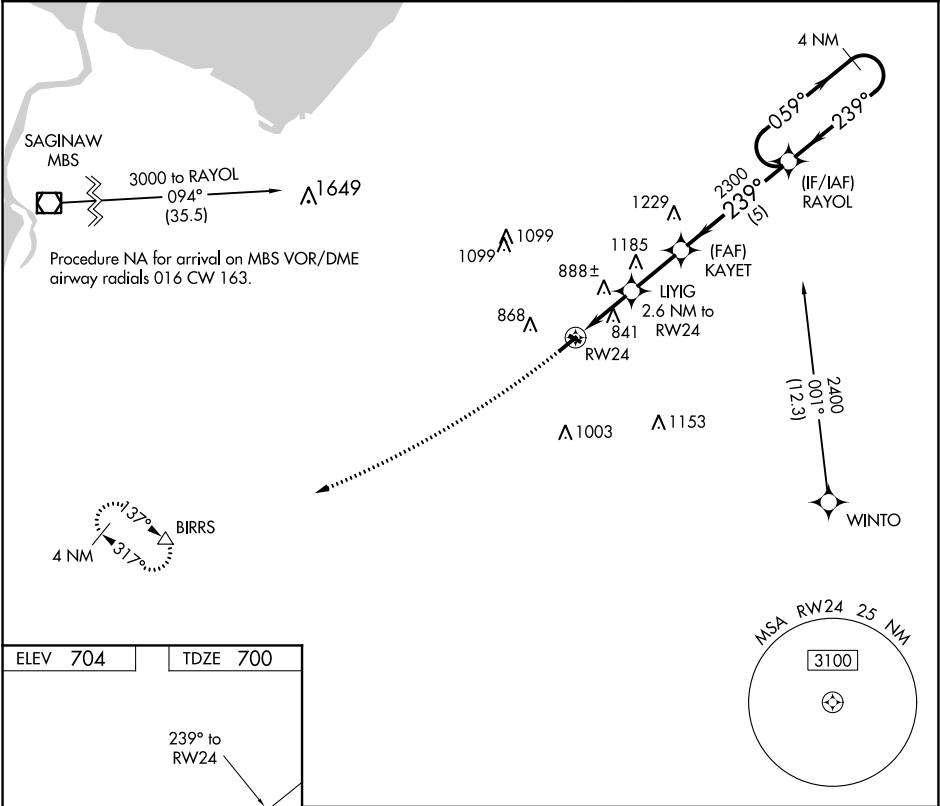 4 NM
059°
239°
SAGINAW
MBS
3000 to RAYOL
094°
(35.5)
1649
Procedure NA for arrival on MBS VOR/DME
airway radials 016 CW 163.
2300
239°
(5)
(IF/IAF)
RAYOL
1229
1099
1099
1185
(FAF)
KAYET
888±
LIYIG
2.6 NM to
RW24
868
841
RW24
1003
1153
2400
001°
(12.3)
WINTO
137°
BIRRS
4 NM
317°
MSA RW24 25 NM
3100
ELEV 704
TDZE 700
239° to
RW24